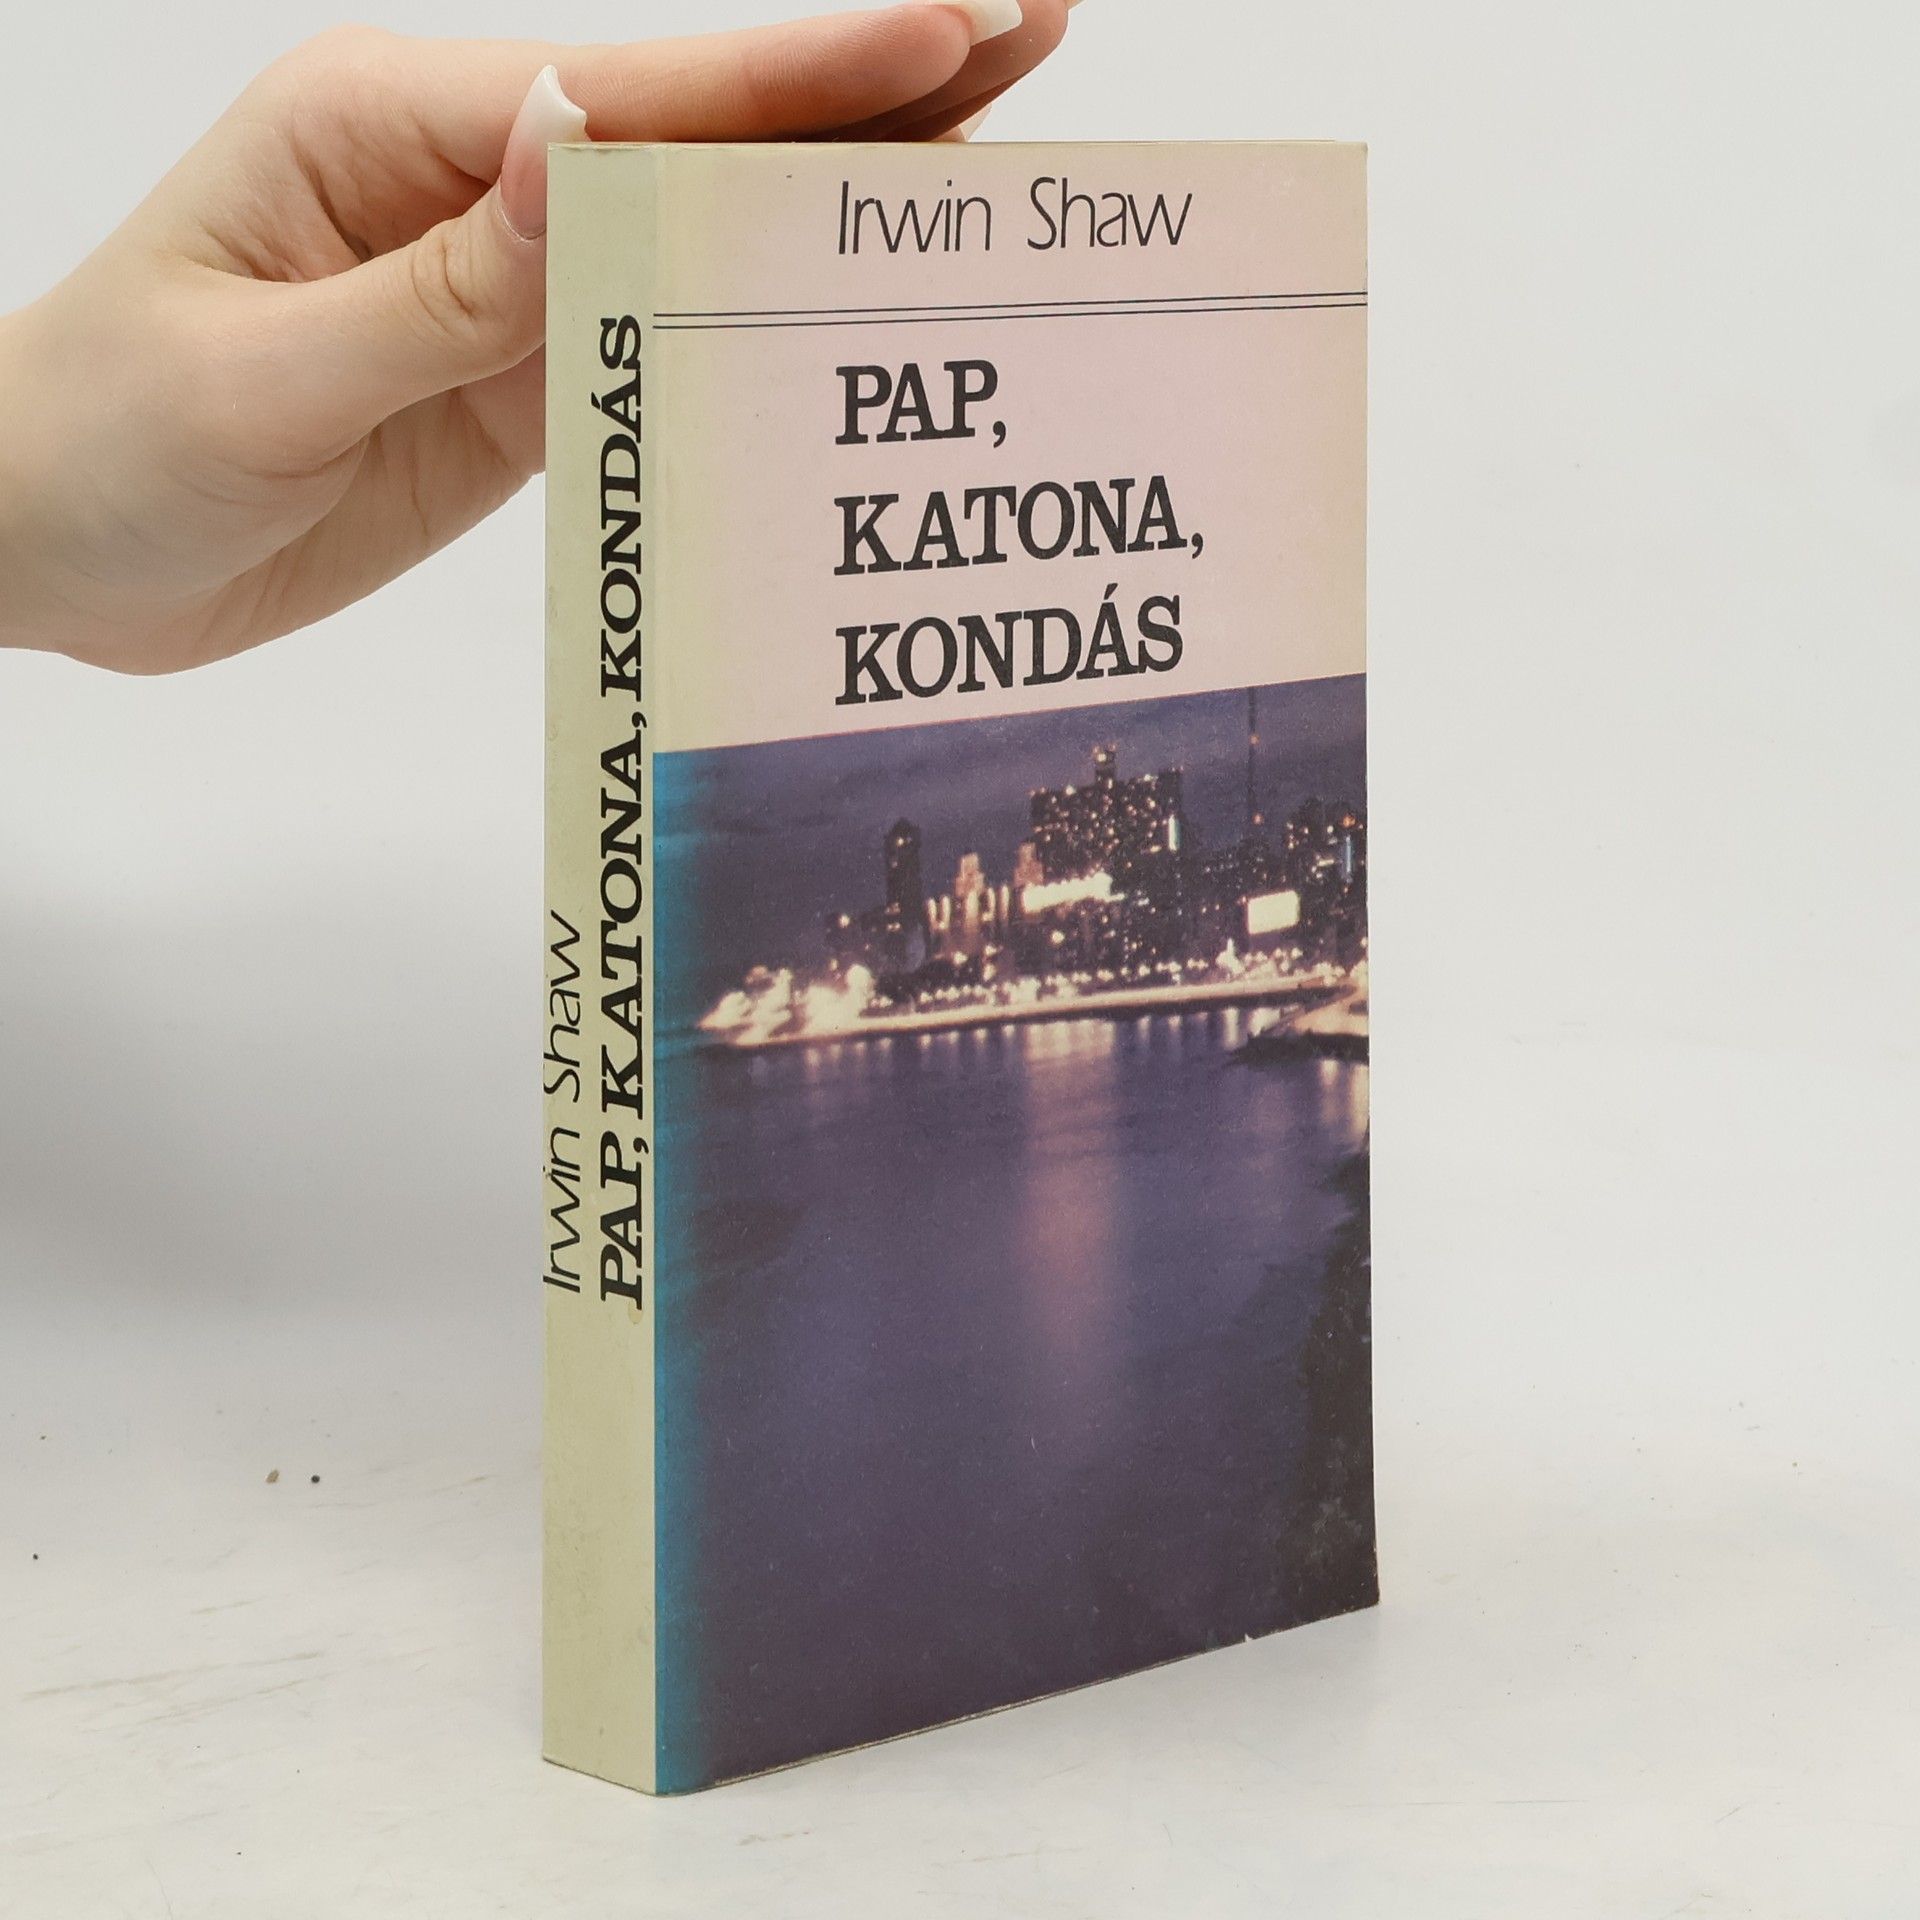 Irwin Shaw
PAP,
KATONA,
KONDÁS
Irwin Shaw
PAP, KATONA, KONDÁS